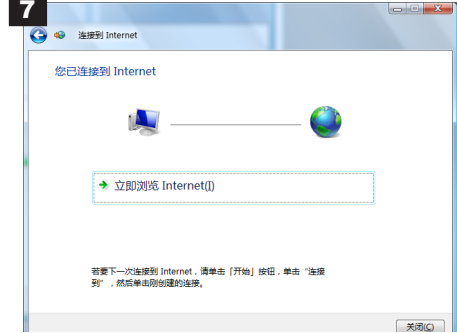 7
连接到 Internet
您已连接到 Internet
立即浏览 Internet(I)
若要下一次连接到 Internet，请单击「开始」按钮，单击“连接
到”，然后单击刚创建的连接。
关闭(C)